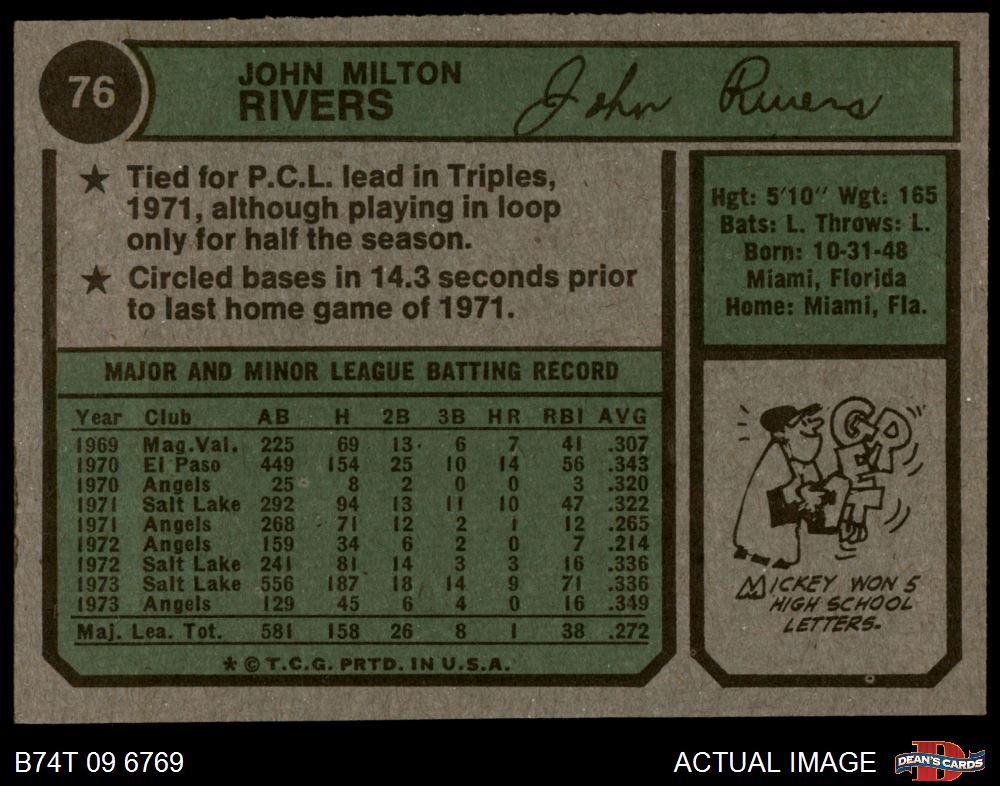 76
JOHN MILTON
RIVERS
John Rivers
★ Tied for P.C.L. lead in Triples,
1971, although playing in loop
only for half the season.
★ Circled bases in 14.3 seconds prior
to last home game of 1971.
Hgt: 5'10" Wgt: 165
Bats: L. Throws: L.
Born: 10-31-48
Miami, Florida
Home: Miami, Fla.
MAJOR AND MINOR LEAGUE BATTING RECORD
Year Club AB H 2B 3B HR RBI AVG
1969 Mag.Val. 225 69 13 6 7 41 .307
1970 El Paso 449 154 25 10 14 56 .343
1970 Angels 25 8 2 0 0 3 .320
1971 Salt Lake 292 94 13 11 10 47 .322
1971 Angels 268 71 12 2 1 12 .265
1972 Angels 159 34 6 2 0 7 .214
1972 Salt Lake 241 81 14 3 3 16 .336
1973 Salt Lake 556 187 18 14 9 71 .336
1973 Angels 129 45 6 4 0 16 .349
Maj. Lea. Tot. 581 158 26 8 1 38 .272
★ © T.C.G. PRTD. IN U.S.A.
MICKEY WON 5
HIGH SCHOOL
LETTERS.
B74T 09 6769
ACTUAL IMAGE
DEAN'S CARDS